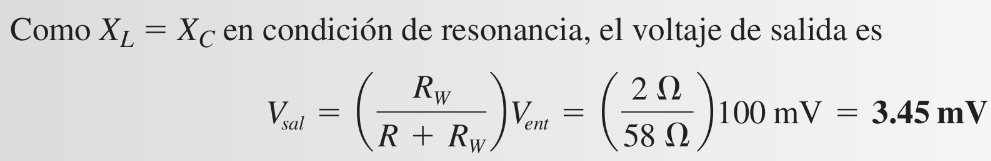 Como X_L = X_C en condición de resonancia, el voltaje de salida es
V_sal = (R_W / (R + R_W)) V_ent = (2 Ω / 58 Ω) 100 mV = 3.45 mV